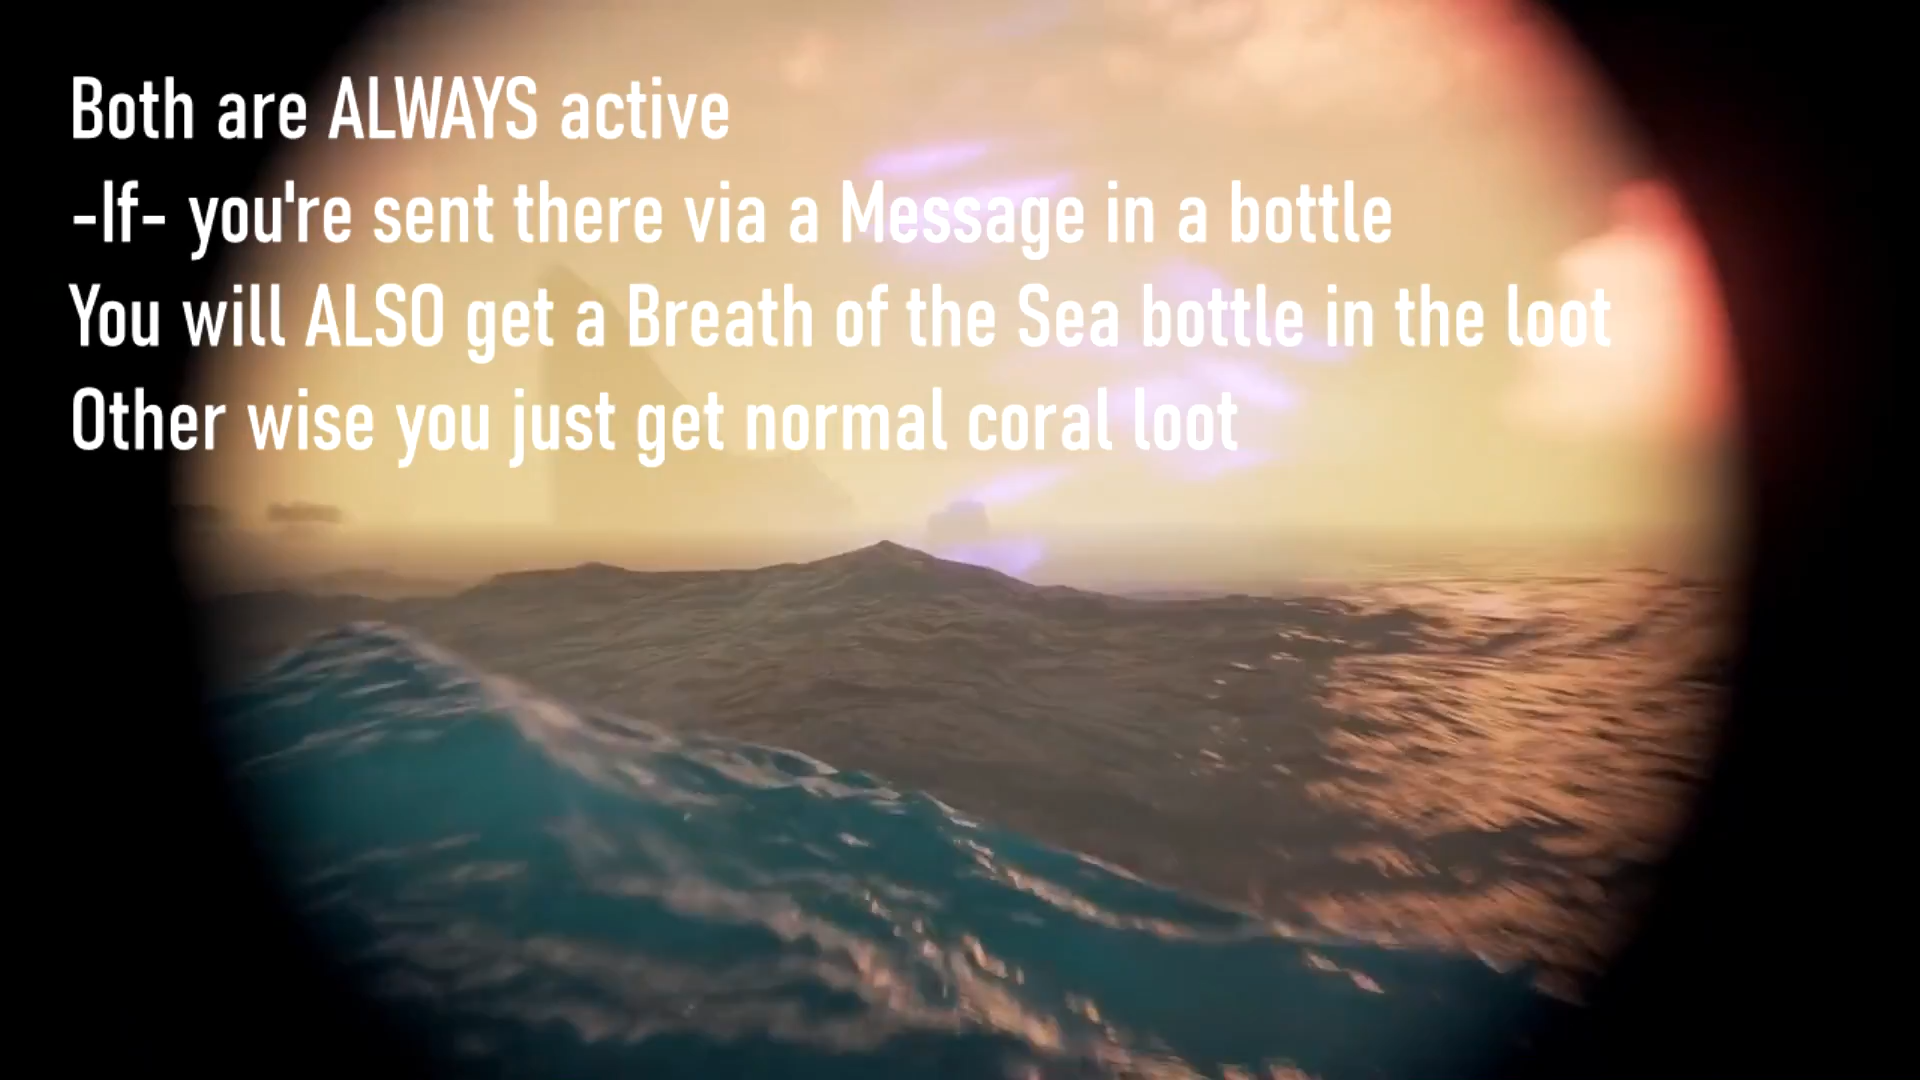 Both are ALWAYS active
-If- you're sent there via a Message in a bottle
You will ALSO get a Breath of the Sea bottle in the loot
Other wise you just get normal coral loot